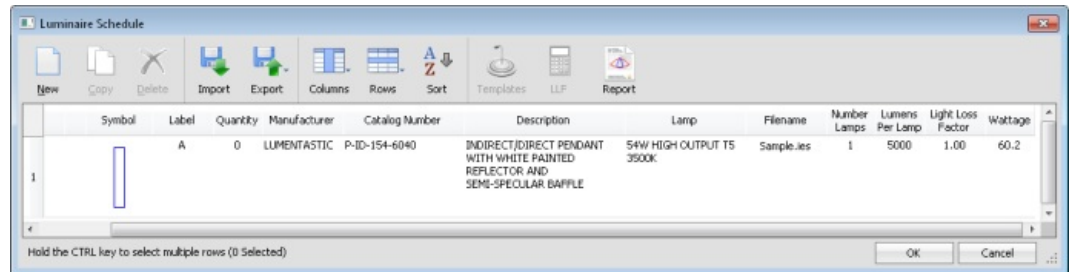 Luminaire Schedule
New Copy Delete Import Export Columns Rows A Z Sort Templates LLF Report
Symbol Label Quantity Manufacturer Catalog Number Description Lamp Filename Number Lamps Lumens Per Lamp Light Loss Factor Wattage
1 A 0 LUMENTASTIC P-ID-154-6040 INDIRECT/DIRECT PENDANT 54W HIGH OUTPUT T5 Sample.ies 1 5000 1.00 60.2
WITH WHITE PAINTED 3500K
REFLECTOR AND
SEMI-SPECULAR BAFFLE
Hold the CTRL key to select multiple rows (0 Selected) OK Cancel